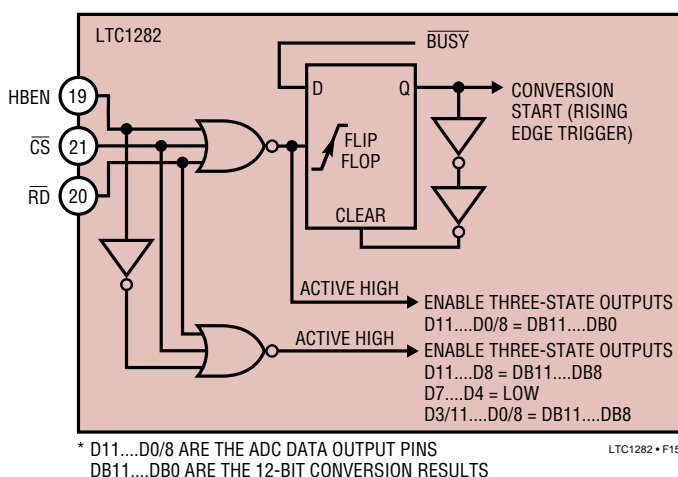 LTC1282
BUSY
HBEN 19
D
Q
CONVERSION
START (RISING
EDGE TRIGGER)
CS 21
FLIP
FLOP
RD 20
CLEAR
ACTIVE HIGH
ENABLE THREE-STATE OUTPUTS
D11....D0/8 = DB11....DB0
ACTIVE HIGH
ENABLE THREE-STATE OUTPUTS
D11....D8 = DB11....DB8
D7....D4 = LOW
D3/11....D0/8 = DB11....DB8
* D11....D0/8 ARE THE ADC DATA OUTPUT PINS
DB11....DB0 ARE THE 12-BIT CONVERSION RESULTS
LTC1282 • F15